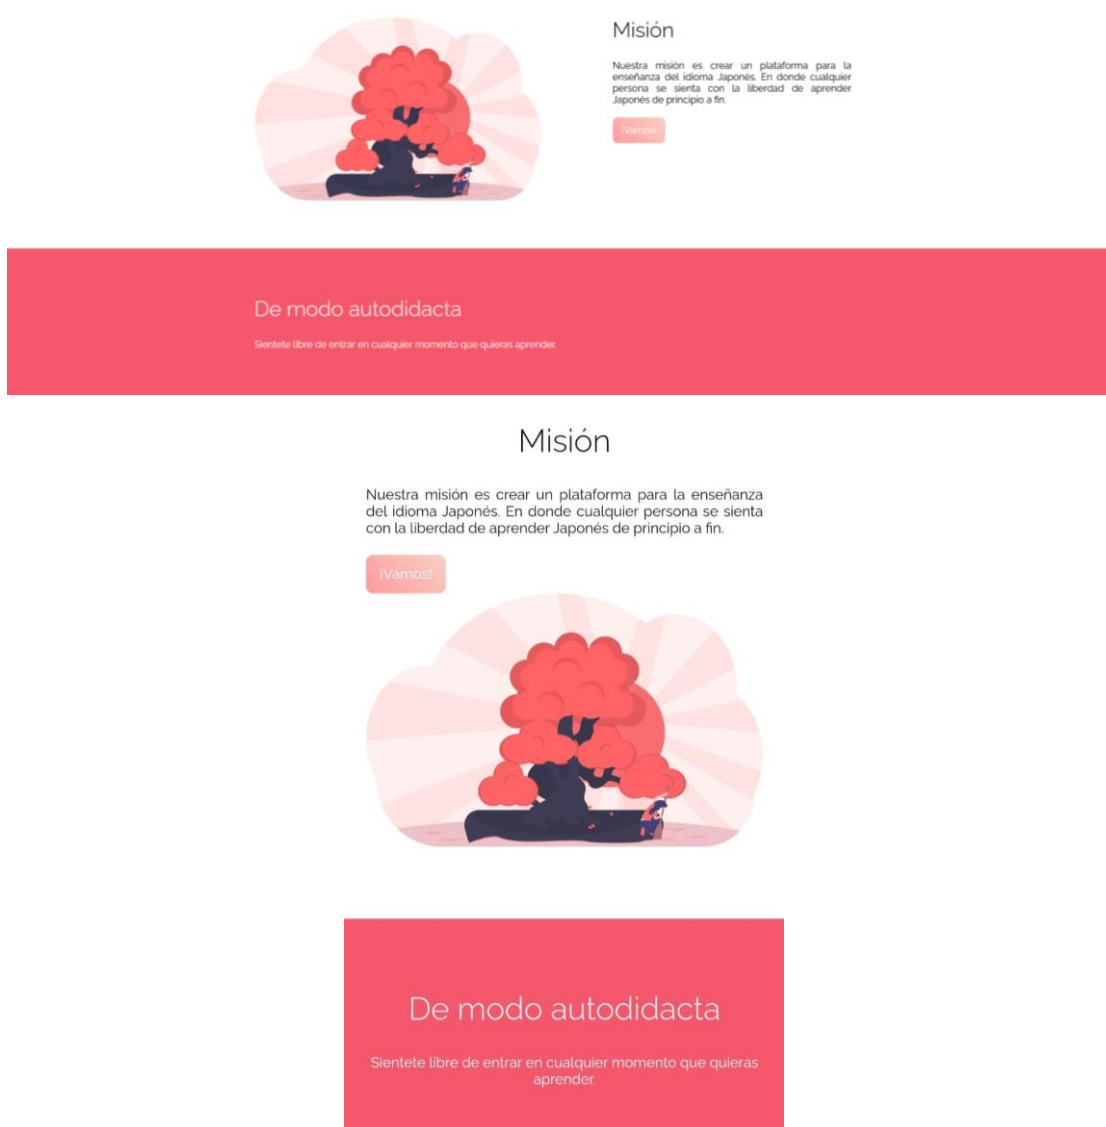 Misión
Nuestra misión es crear un plataforma para la
enseñanza del idioma Japonés. En donde cualquier
persona se sienta con la liberdad de aprender
Japonés de principio a fin.
¡Vamos!
De modo autodidacta
Sientete libre de entrar en cualquier momento que quieras aprender.
Misión
Nuestra misión es crear un plataforma para la enseñanza
del idioma Japonés. En donde cualquier persona se sienta
con la liberdad de aprender Japonés de principio a fin.
¡Vamos!
De modo autodidacta
Sientete libre de entrar en cualquier momento que quieras
aprender.